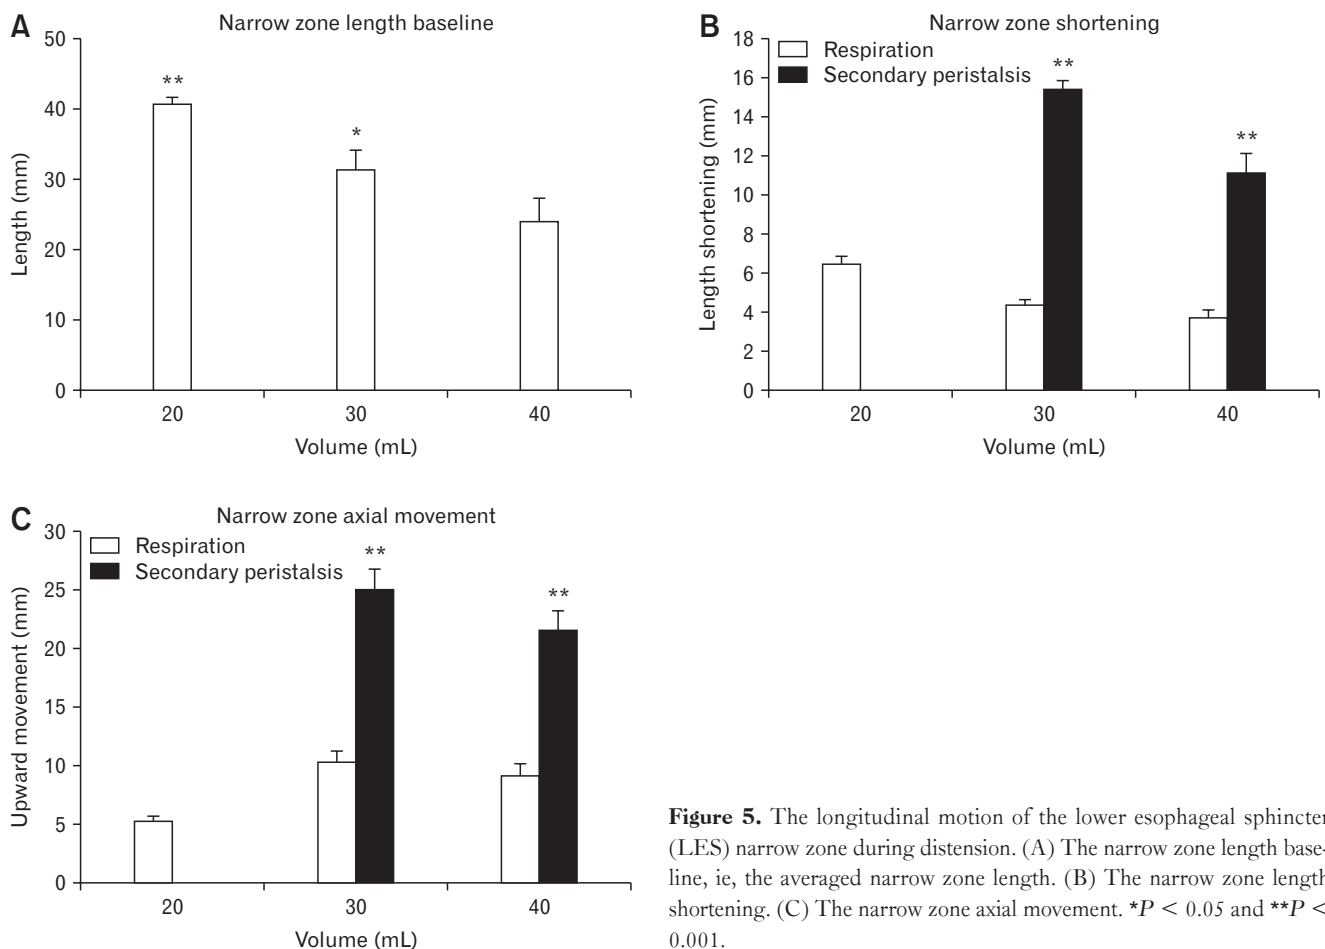 A
Narrow zone length baseline
50
40
30
20
10
0
Length (mm)
**
*
20
30
40
Volume (mL)
B
Narrow zone shortening
18
16
14
12
10
8
6
4
2
0
Length shortening (mm)
Respiration
Secondary peristalsis
**
**
20
30
40
Volume (mL)
C
Narrow zone axial movement
30
25
20
15
10
5
0
Upward movement (mm)
Respiration
Secondary peristalsis
**
**
20
30
40
Volume (mL)
Figure 5. The longitudinal motion of the lower esophageal sphincter
(LES) narrow zone during distension. (A) The narrow zone length base-
line, ie, the averaged narrow zone length. (B) The narrow zone length
shortening. (C) The narrow zone axial movement. *P < 0.05 and **P <
0.001.